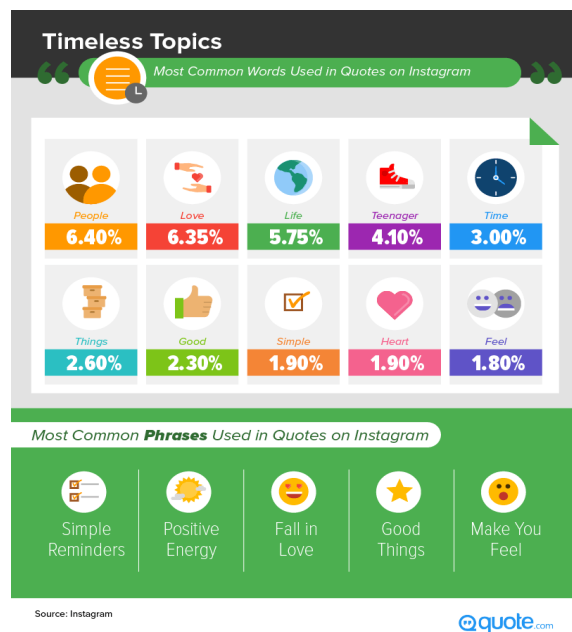 Timeless Topics
Most Common Words Used in Quotes on Instagram
People
6.40%
Love
6.35%
Life
5.75%
Teenager
4.10%
Time
3.00%
Things
2.60%
Good
2.30%
Simple
1.90%
Heart
1.90%
Feel
1.80%
Most Common Phrases Used in Quotes on Instagram
Simple
Reminders
Positive
Energy
Fall in
Love
Good
Things
Make You
Feel
Source: Instagram
quote.com